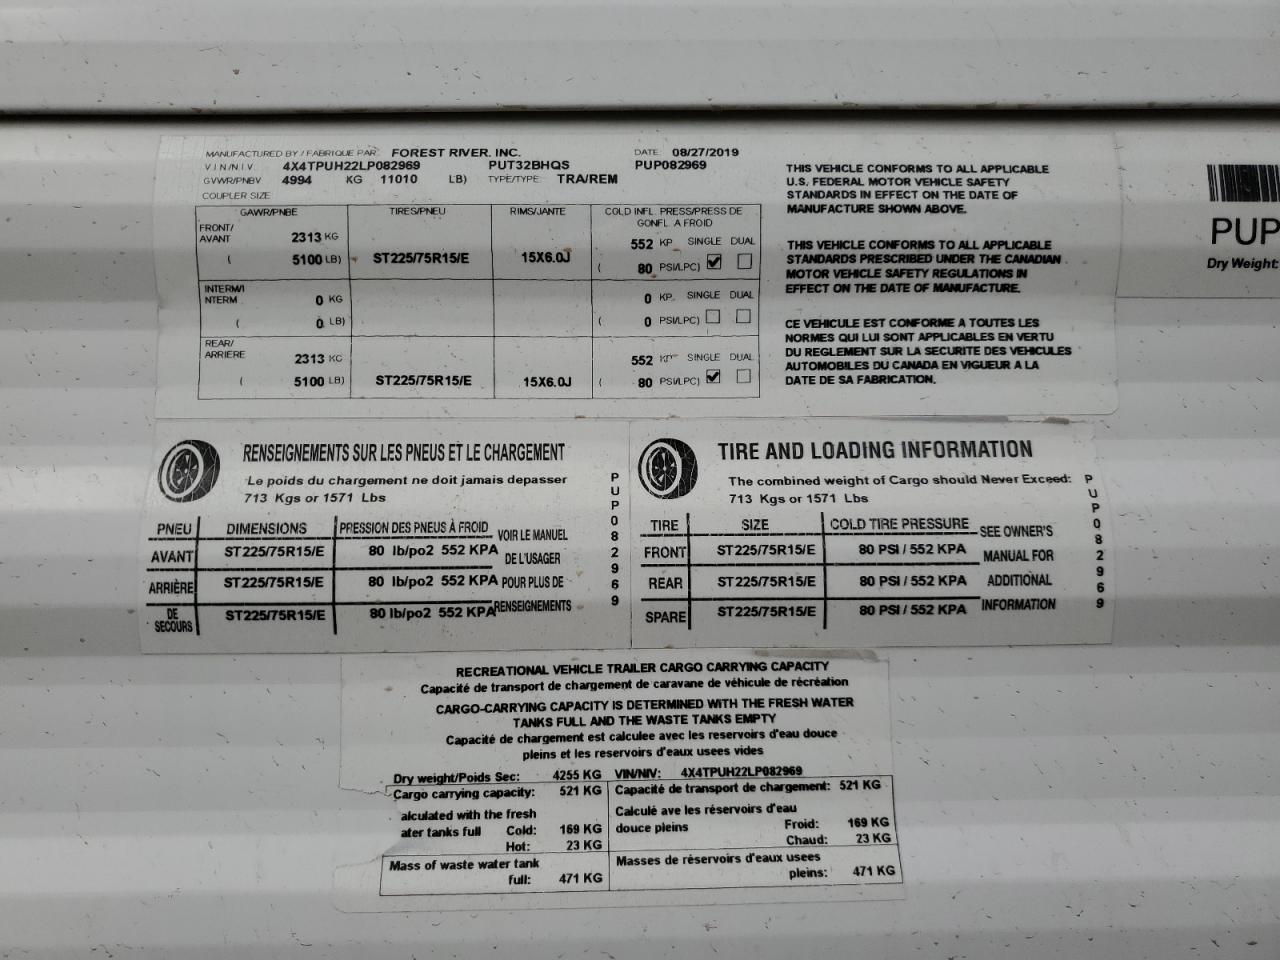 MANUFACTURED BY / FABRIQUE PAR: FOREST RIVER, INC. DATE: 08/27/2019
V.I.N/N.I.V. 4X4TPUH22LP082969 PUT32BHQS PUP082969
GVWR/PNBV 4994 KG 11010 LB) TYPE/TYPE: TRA/REM
COUPLER SIZE
GAWR/PNBE TIRES/PNEU RIMS/JANTE COLD INFL. PRESS/PRESS DE
GONFL. A FROID
FRONT/
AVANT 2313 KG 552 KP. SINGLE DUAL
( 5100 LB) ST225/75R15/E 15X6.0J ( 80 PSI/LPC)
INTERM/
NTERM. 0 KG 0 KP. SINGLE DUAL
( 0 LB) ( 0 PSI/LPC)
REAR/
ARRIERE 2313 KG 552 KP SINGLE DUAL
( 5100 LB) ST225/75R15/E 15X6.0J ( 80 PSI/LPC)
THIS VEHICLE CONFORMS TO ALL APPLICABLE
U.S. FEDERAL MOTOR VEHICLE SAFETY
STANDARDS IN EFFECT ON THE DATE OF
MANUFACTURE SHOWN ABOVE.
THIS VEHICLE CONFORMS TO ALL APPLICABLE
STANDARDS PRESCRIBED UNDER THE CANADIAN
MOTOR VEHICLE SAFETY REGULATIONS IN
EFFECT ON THE DATE OF MANUFACTURE.
CE VEHICULE EST CONFORME A TOUTES LES
NORMES QUI LUI SONT APPLICABLES EN VERTU
DU REGLEMENT SUR LA SECURITE DES VEHICULES
AUTOMOBILES DU CANADA EN VIGUEUR A LA
DATE DE SA FABRICATION.
PUP
Dry Weight:
RENSEIGNEMENTS SUR LES PNEUS ET LE CHARGEMENT
Le poids du chargement ne doit jamais depasser
713 Kgs or 1571 Lbs
PNEU DIMENSIONS PRESSION DES PNEUS À FROID VOIR LE MANUEL
AVANT ST225/75R15/E 80 lb/po2 552 KPA DE L'USAGER
ARRIÈRE ST225/75R15/E 80 lb/po2 552 KPA POUR PLUS DE
DE
SECOURS ST225/75R15/E 80 lb/po2 552 KPA RENSEIGNEMENTS
PUP082969
TIRE AND LOADING INFORMATION
The combined weight of Cargo should Never Exceed:
713 Kgs or 1571 Lbs
TIRE SIZE COLD TIRE PRESSURE SEE OWNER'S
FRONT ST225/75R15/E 80 PSI / 552 KPA MANUAL FOR
REAR ST225/75R15/E 80 PSI / 552 KPA ADDITIONAL
SPARE ST225/75R15/E 80 PSI / 552 KPA INFORMATION
PUP082969
RECREATIONAL VEHICLE TRAILER CARGO CARRYING CAPACITY
Capacité de transport de chargement de caravane de véhicule de récréation
CARGO-CARRYING CAPACITY IS DETERMINED WITH THE FRESH WATER
TANKS FULL AND THE WASTE TANKS EMPTY
Capacité de chargement est calculee avec les reservoirs d'eau douce
pleins et les reservoirs d'eaux usees vides
Dry weight/Poids Sec: 4255 KG VIN/NIV: 4X4TPUH22LP082969
Cargo carrying capacity: 521 KG Capacité de transport de chargement: 521 KG
alculated with the fresh Calculé ave les réservoirs d'eau
ater tanks full Cold: 169 KG douce pleins Froid: 169 KG
Hot: 23 KG Chaud: 23 KG
Mass of waste water tank Masses de réservoirs d'eaux usees
full: 471 KG pleins: 471 KG